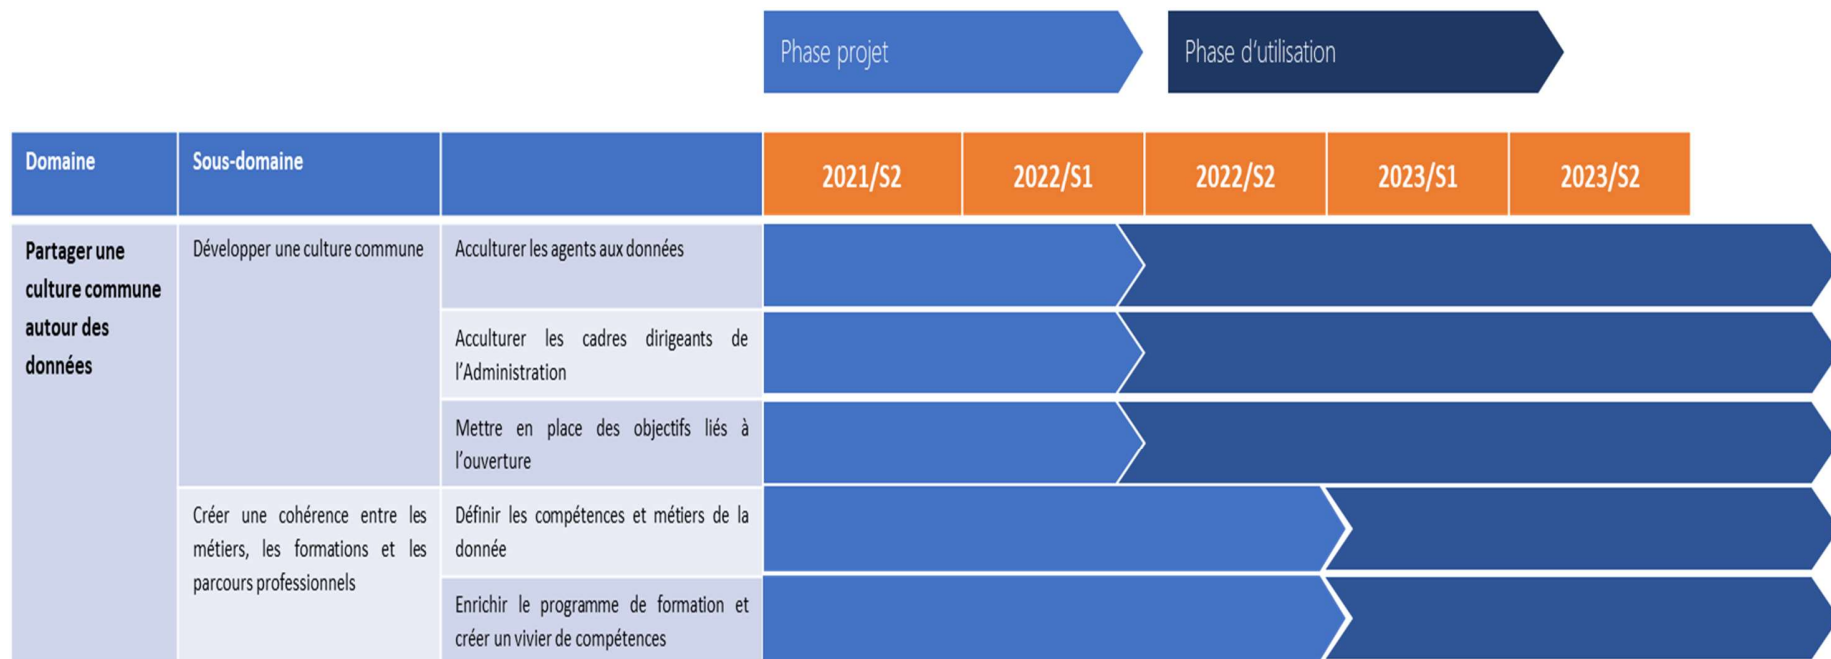 Phase projet
Phase d'utilisation
Domaine
Sous-domaine
2021/S2
2022/S1
2022/S2
2023/S1
2023/S2
Partager une
culture commune
autour des
données
Développer une culture commune
Acculturer les agents aux données
Acculturer les cadres dirigeants de
l'Administration
Mettre en place des objectifs liés à
l'ouverture
Créer une cohérence entre les
métiers, les formations et les
parcours professionnels
Définir les compétences et métiers de la
donnée
Enrichir le programme de formation et
créer un vivier de compétences